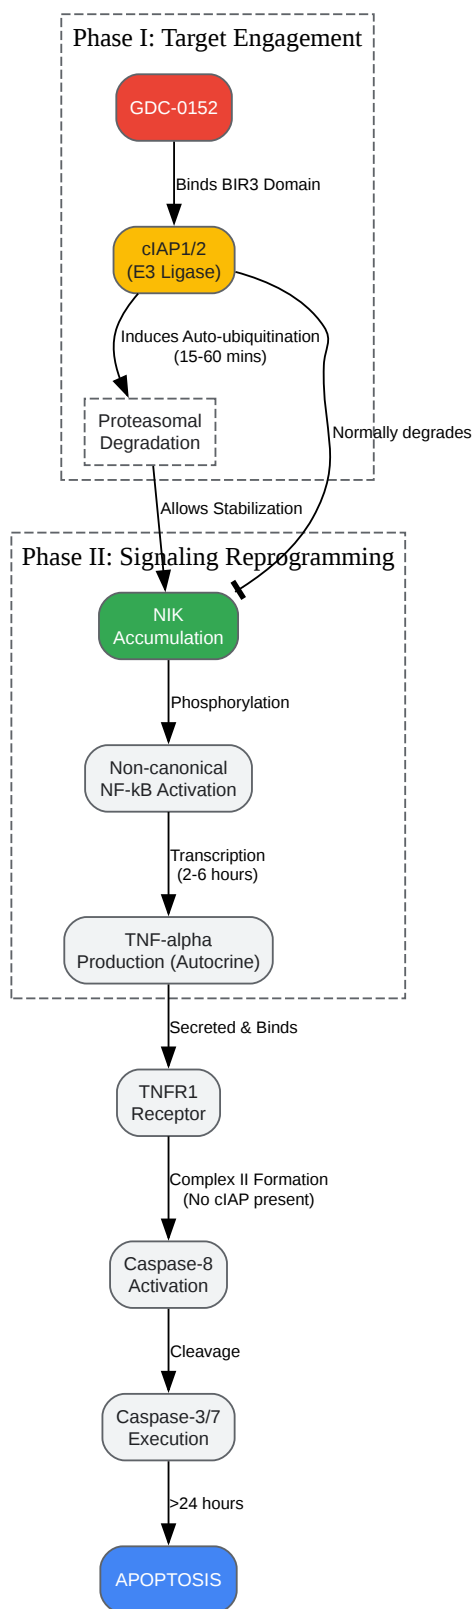 Phase I: Target Engagement
GDC-0152
Binds BIR3 Domain
cIAP1/2
(E3 Ligase)
Induces Auto-ubiquitination
(15-60 mins)
Proteasomal
Degradation
Normally degrades
Allows Stabilization
Phase II: Signaling Reprogramming
NIK
Accumulation
Phosphorylation
Non-canonical
NF-kB Activation
Transcription
(2-6 hours)
TNF-alpha
Production (Autocrine)
Secreted & Binds
TNFR1
Receptor
Complex II Formation
(No cIAP present)
Caspase-8
Activation
Cleavage
Caspase-3/7
Execution
>24 hours
APOPTOSIS